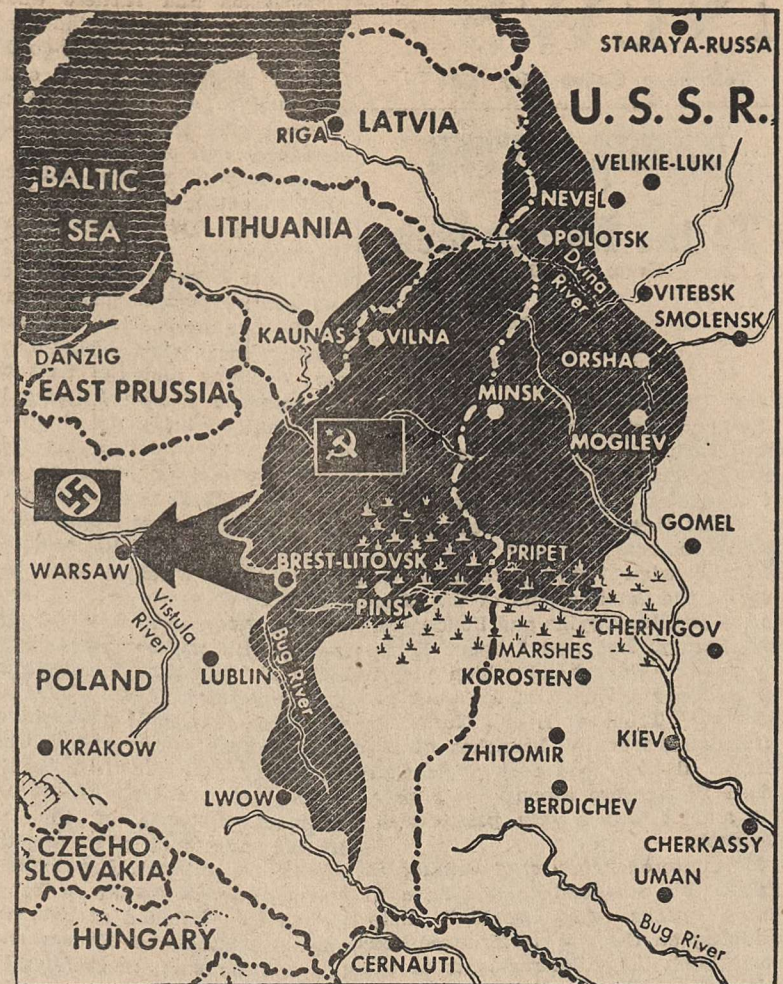 STARAYA-RUSSA
U. S. S. R.
LATVIA
RIGA
VELIKIE-LUKI
BALTIC
SEA
NEVEL
LITHUANIA
POLOTSK
Dvina
River
VITEBSK
SMOLENSK
KAUNAS
VILNA
DANZIG
ORSHA
EAST PRUSSIA
MINSK
MOGILEV
GOMEL
WARSAW
BREST-LITOVSK
PRIPET
PINSK
Vistula
River
CHERNIGOV
MARSHES
POLAND
LUBLIN
Bug River
KOROSTEN
KRAKOW
ZHITOMIR
KIEV
LWOW
BERDICHEV
CHERKASSY
CZECHO
SLOVAKIA
UMAN
HUNGARY
Bug River
CERNAUTI